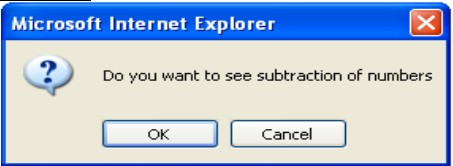 Microsoft Internet Explorer
Do you want to see subtraction of numbers
OK
Cancel